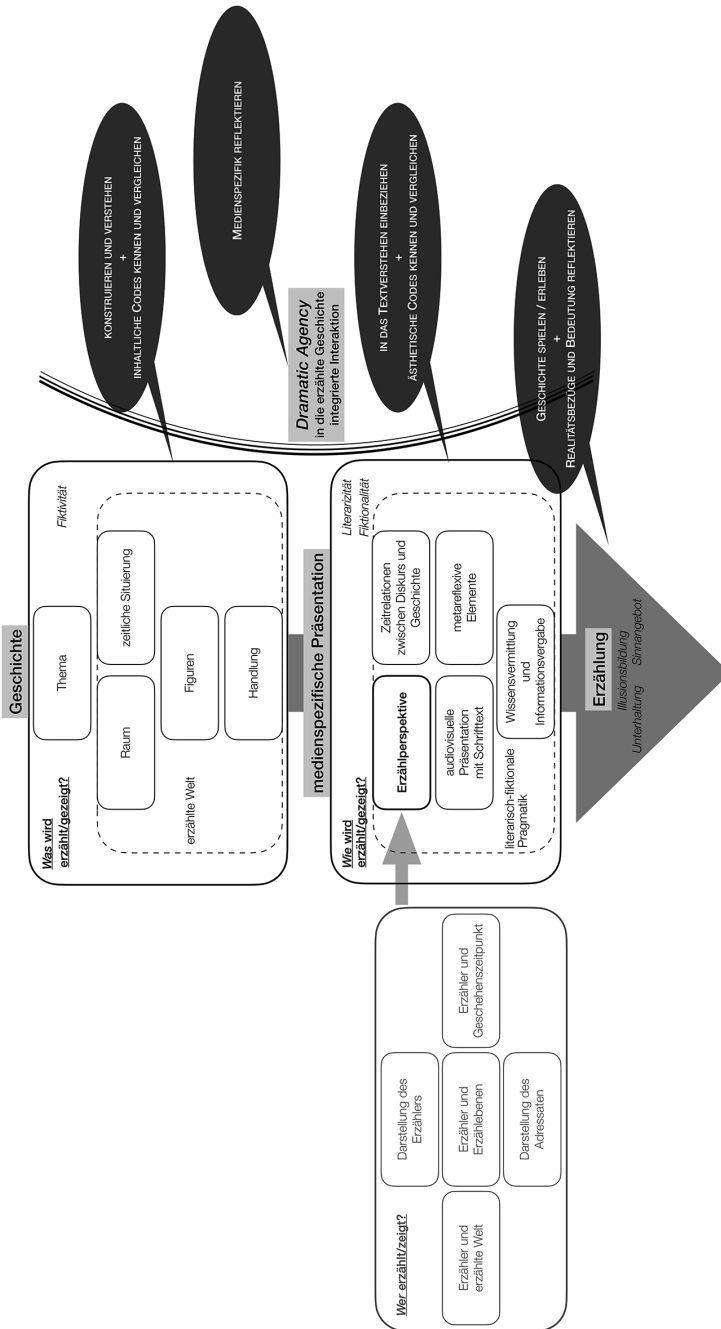 Geschichte
Was wird
erzählt/gezeigt?
Fiktivität
Thema
Raum
zeitliche Situierung
Figuren
Handlung
erzählte Welt
KONSTRUIEREN UND VERSTEHEN
+
INHALTLICHE CODES KENNEN UND VERGLEICHEN
MEDIENSPEZIFIK REFLEKTIEREN
medienspezifische Präsentation
Dramatic Agency
in die erzählte Geschichte
integrierte Interaktion
Wer erzählt/zeigt?
Darstellung des
Erzählers
Erzähler und
erzählte Welt
Erzähler und
Erzählebenen
Erzähler und
Geschehenszeitpunkt
Darstellung des
Adressaten
Wie wird
erzählt/gezeigt?
Literarizität
Fiktionalität
Erzählperspektive
Zeitrelationen
zwischen Diskurs und
Geschichte
audiovisuelle
Präsentation
mit Schrifttext
metareflexive
Elemente
literarisch-fiktionale
Pragmatik
Wissensvermittlung
und
Informationsvergabe
IN DAS TEXTVERSTEHEN EINBEZIEHEN
+
ÄSTHETISCHE CODES KENNEN UND VERGLEICHEN
Erzählung
Illusionsbildung
Unterhaltung Sinnangebot
GESCHICHTE SPIELEN / ERLEBEN
+
REALITÄTSBEZÜGE UND BEDEUTUNG REFLEKTIEREN